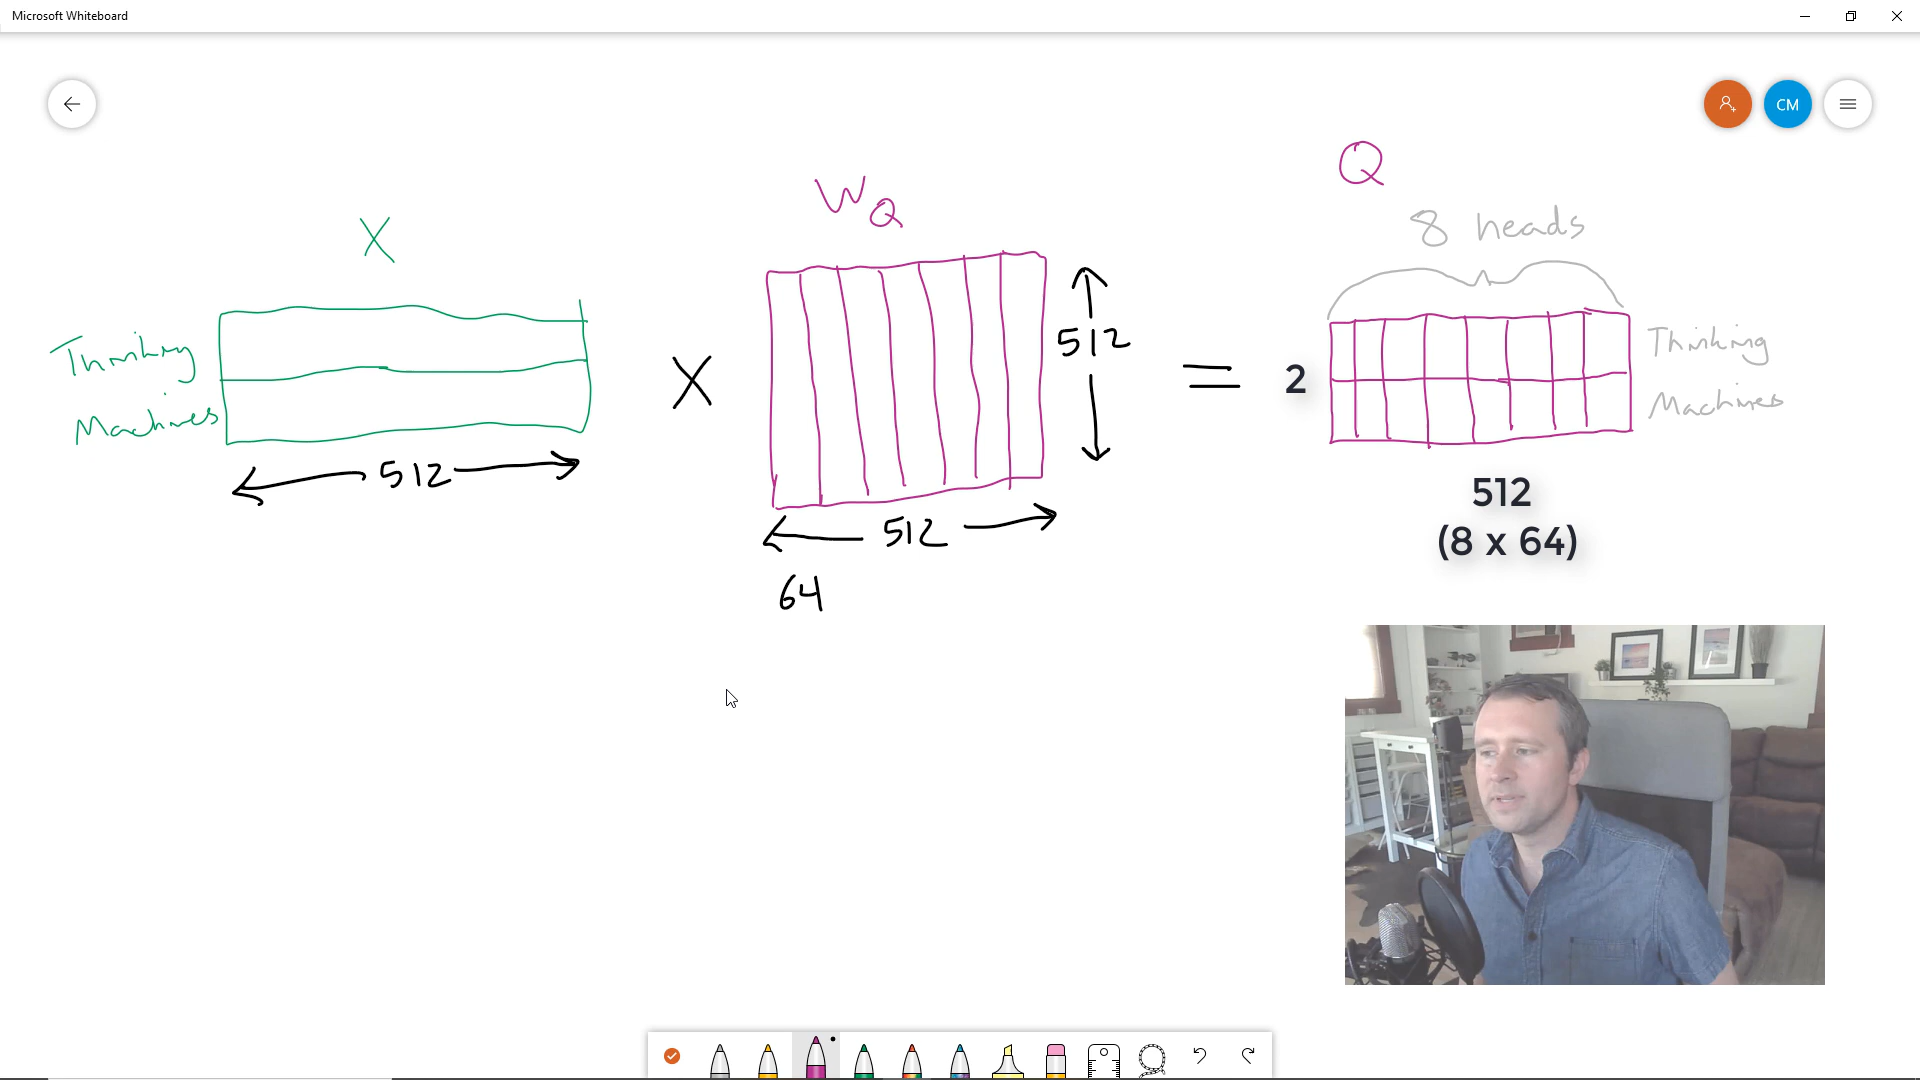 Microsoft Whiteboard
CM
X
Thinking
Machines
512
X
WQ
512
512
64
=
Q
8 heads
2
Thinking
Machines
512
(8 x 64)